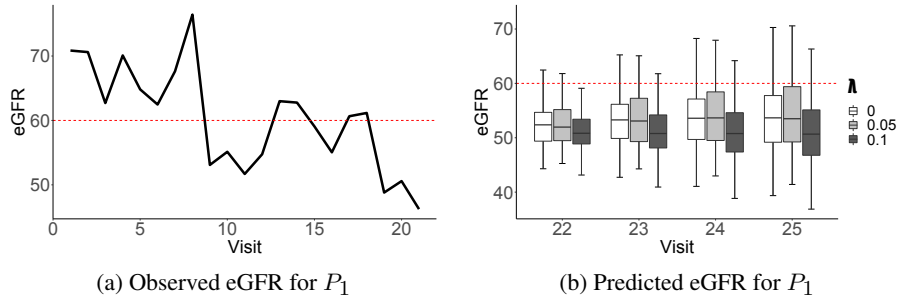 70
60
50
eGFR
0
5
10
15
20
Visit
(a) Observed eGFR for P1
70
60
50
40
eGFR
22
23
24
25
Visit
λ
0
0.05
0.1
(b) Predicted eGFR for P1